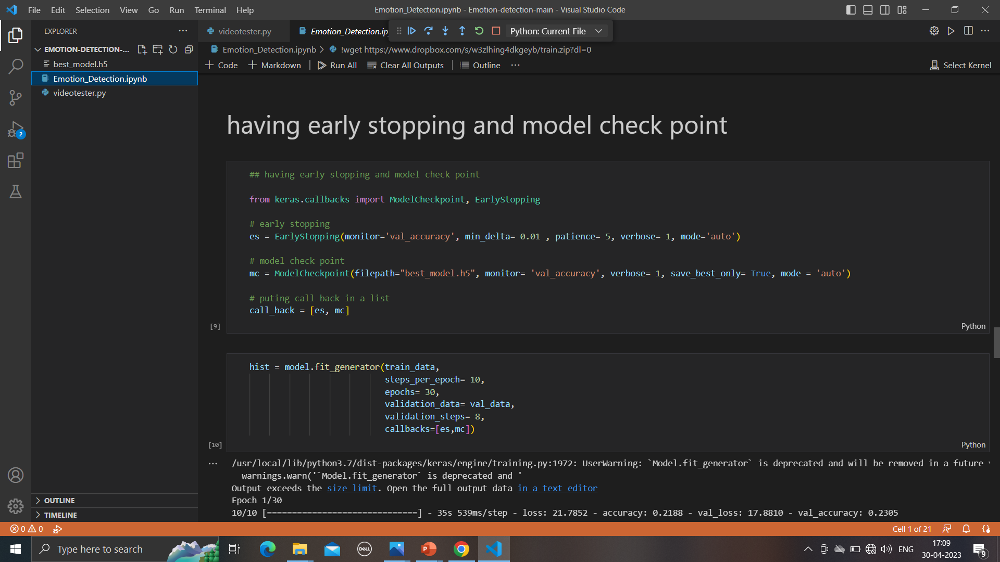 File Edit Selection View Go Run Terminal Help
Emotion_Detection.ipynb - Emotion-detection-main - Visual Studio Code
EXPLORER
videotester.py
Emotion_Detection.ip
Python: Current File
EMOTION-DETECTION-...
Emotion_Detection.ipynb > !wget https://www.dropbox.com/s/w3zlhing4dkgeyb/train.zip?dl=0
best_model.h5
+ Code + Markdown | Run All Clear All Outputs | Outline ...
Select Kernel
Emotion_Detection.ipynb
videotester.py
2
having early stopping and model check point
## having early stopping and model check point
from keras.callbacks import ModelCheckpoint, EarlyStopping
# early stopping
es = EarlyStopping(monitor='val_accuracy', min_delta= 0.01 , patience= 5, verbose= 1, mode='auto')
# model check point
mc = ModelCheckpoint(filepath="best_model.h5", monitor= 'val_accuracy', verbose= 1, save_best_only= True, mode = 'auto')
# puting call back in a list
call_back = [es, mc]
[9]
Python
hist = model.fit_generator(train_data,
steps_per_epoch= 10,
epochs= 30,
validation_data= val_data,
validation_steps= 8,
callbacks=[es,mc])
[10]
Python
/usr/local/lib/python3.7/dist-packages/keras/engine/training.py:1972: UserWarning: `Model.fit_generator` is deprecated and will be removed in a future
warnings.warn('`Model.fit_generator` is deprecated and '
Output exceeds the size limit. Open the full output data in a text editor
Epoch 1/30
10/10 [==============================] - 35s 539ms/step - loss: 21.7852 - accuracy: 0.2188 - val_loss: 17.8810 - val_accuracy: 0.2305
OUTLINE
TIMELINE
0 0
Cell 1 of 21
Type here to search
DELL
P
ENG
17:09
30-04-2023
9